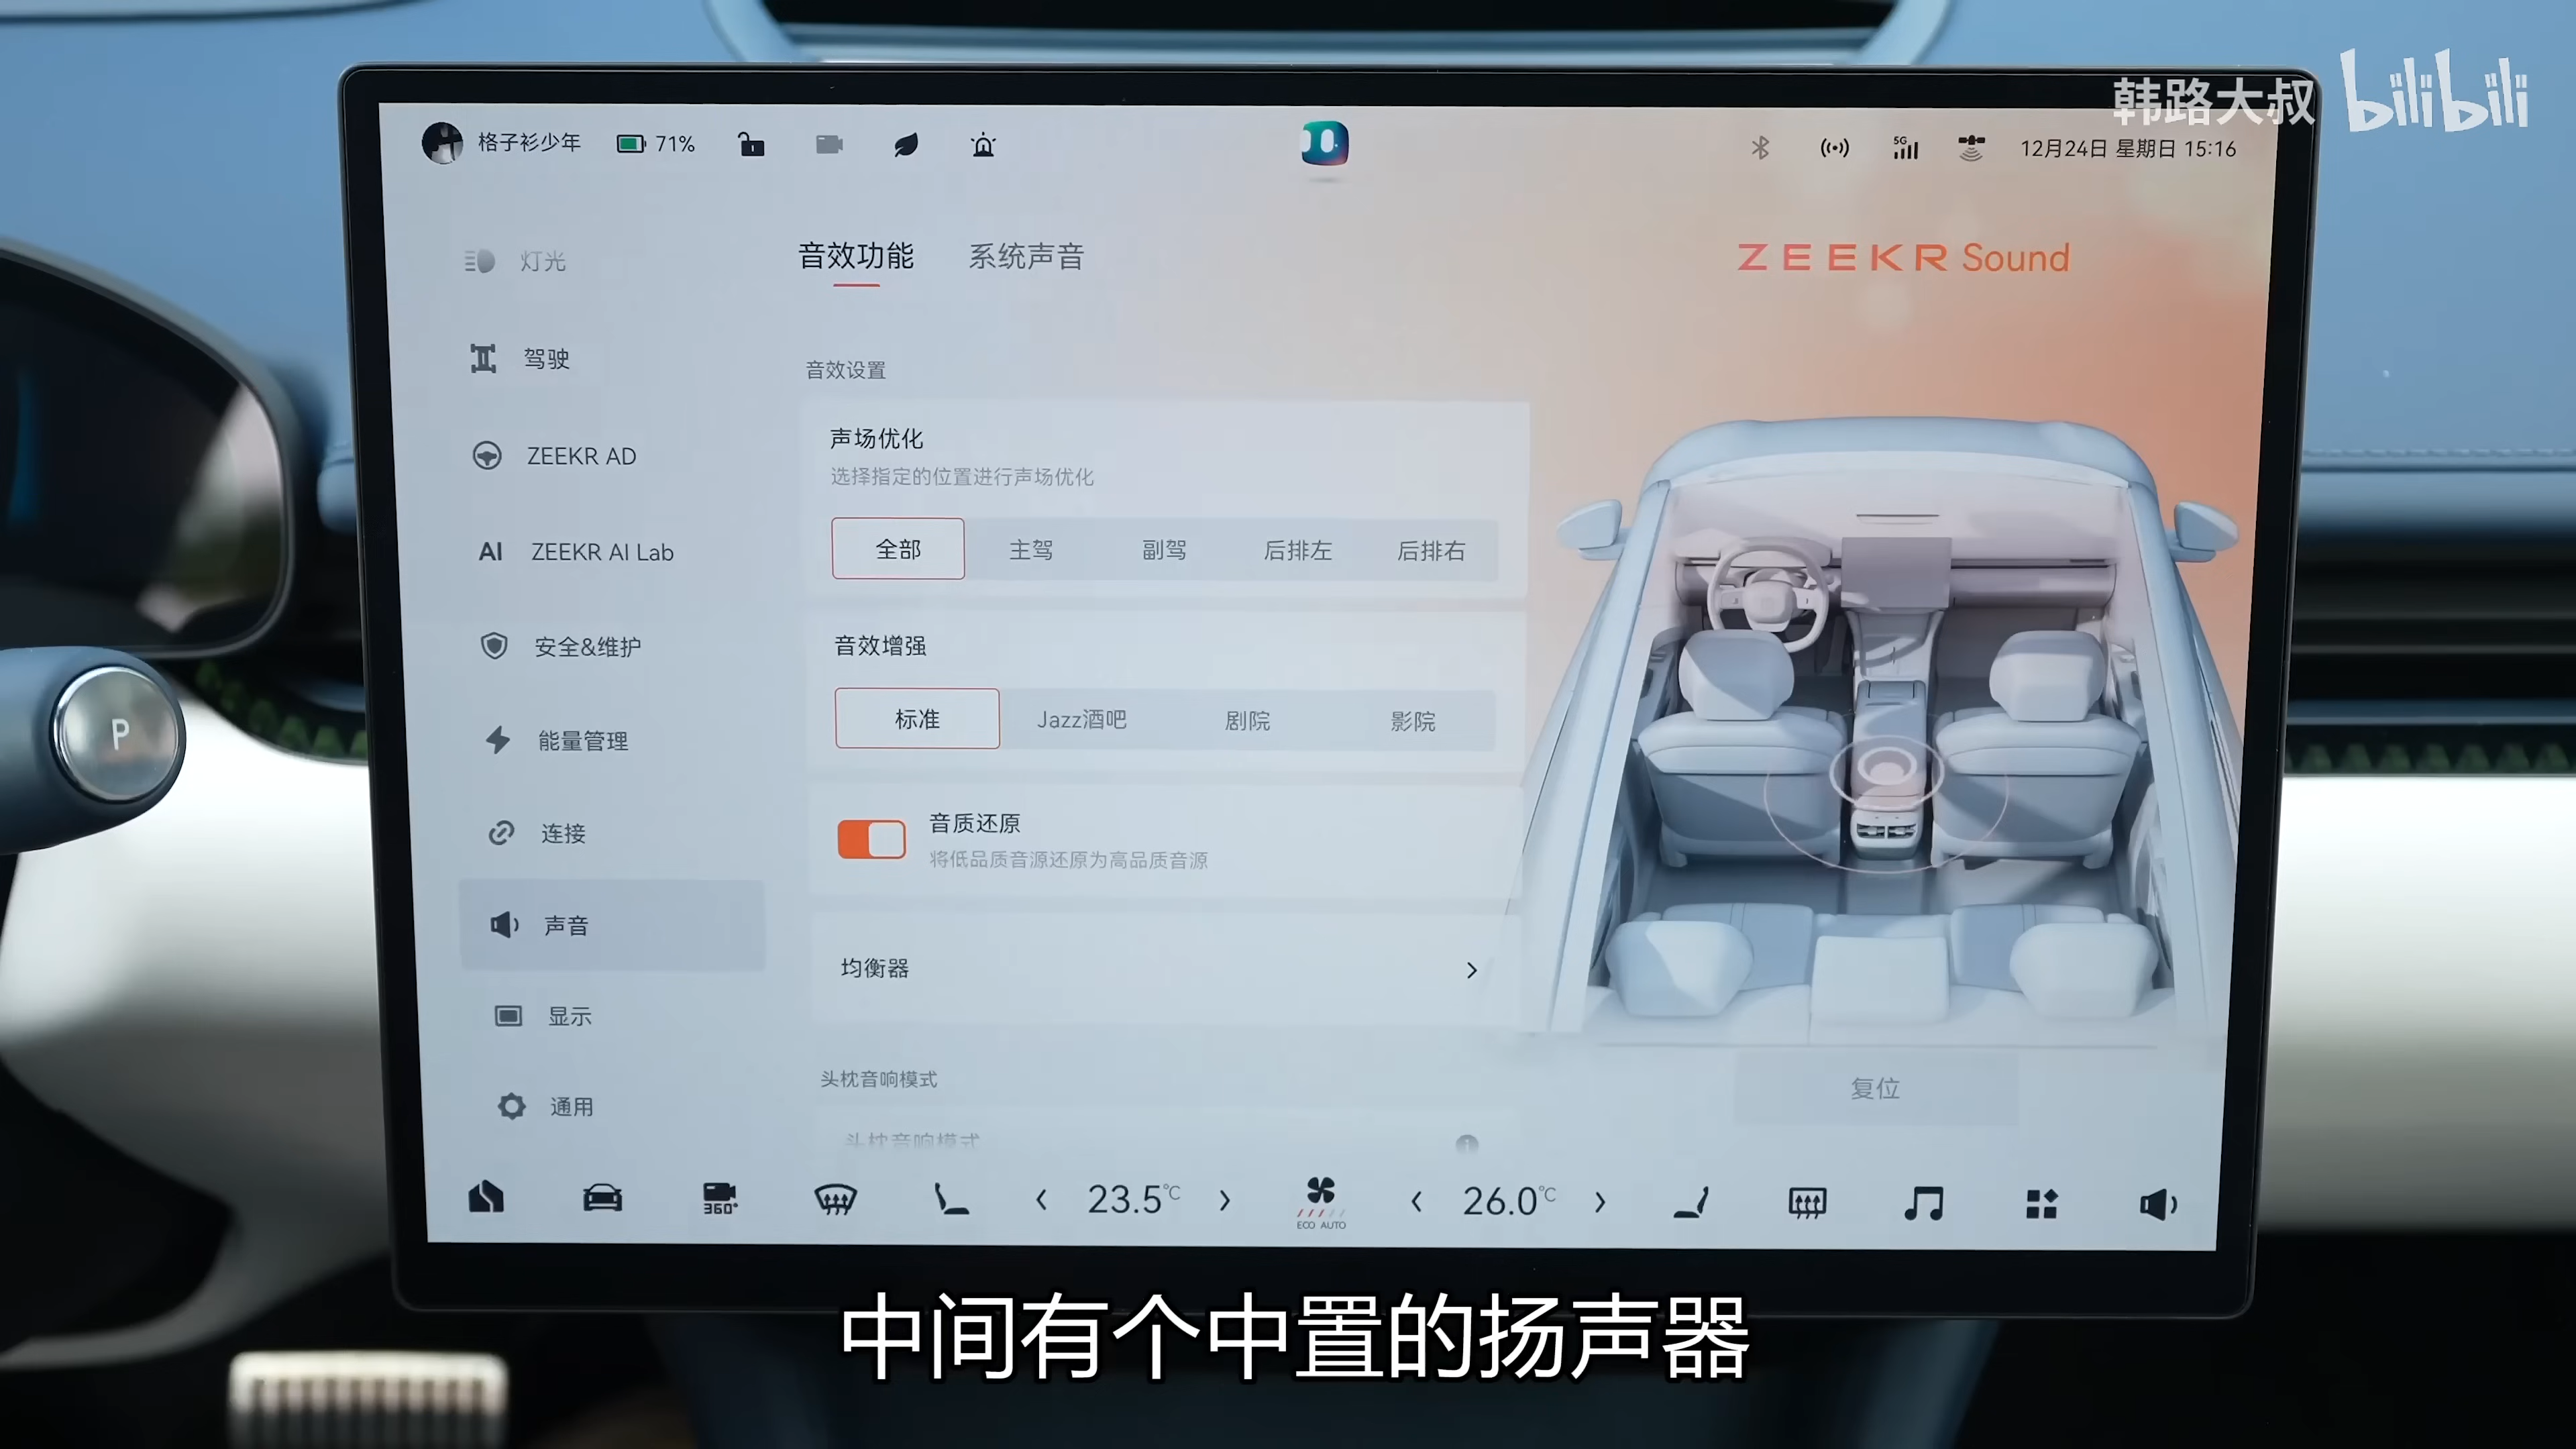 韩路大叔 bilibili
格子衫少年 71% 5G 12月24日 星期日 15:16
音效功能 系统声音
ZEEKR Sound
灯光
驾驶
ZEEKR AD
AI ZEEKR AI Lab
安全&维护
能量管理
连接
声音
显示
通用
音效设置
声场优化
选择指定的位置进行声场优化
全部 主驾 副驾 后排左 后排右
音效增强
标准 Jazz酒吧 剧院 影院
音质还原
将低品质音源还原为高品质音源
均衡器
头枕音响模式
头枕音响模式
复位
P
360° 23.5℃ ECO AUTO 26.0℃
中间有个中置的扬声器